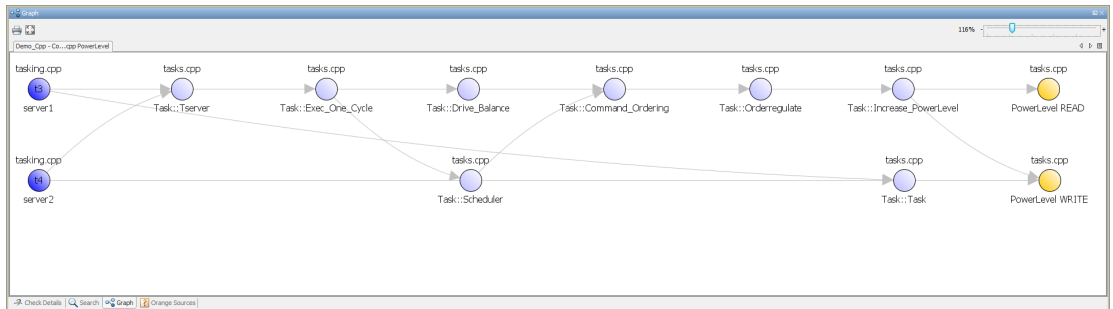 Graph
116% - +
Demo_Cpp - Co...cpp PowerLevel
tasking.cpp tasks.cpp tasks.cpp tasks.cpp tasks.cpp tasks.cpp tasks.cpp tasks.cpp
t3
server1 Task::Tserver Task::Exec_One_Cycle Task::Drive_Balance Task::Command_Ordering Task::Orderregulate Task::Increase_PowerLevel PowerLevel READ
tasking.cpp tasks.cpp tasks.cpp tasks.cpp
t4
server2 Task::Scheduler Task::Task PowerLevel WRITE
Check Details Search Graph Orange Sources